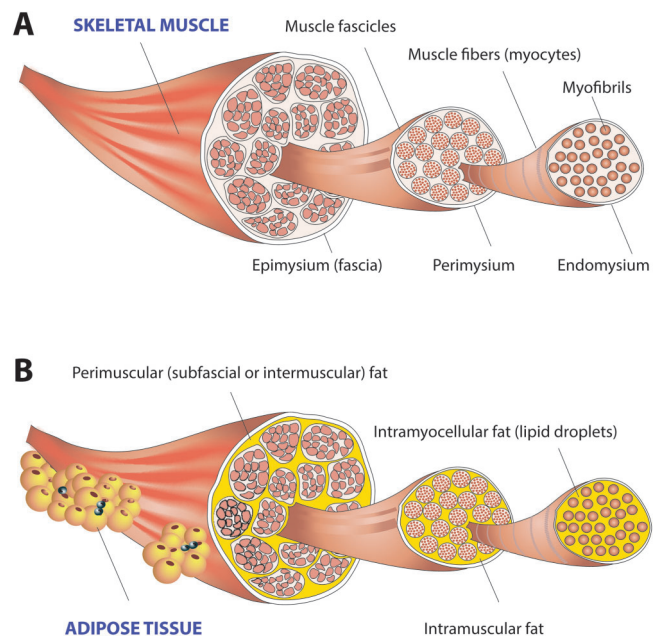 A
SKELETAL MUSCLE
Muscle fascicles
Muscle fibers (myocytes)
Myofibrils
Epimysium (fascia)
Perimysium
Endomysium
B
Perimuscular (subfascial or intermuscular) fat
Intramyocellular fat (lipid droplets)
ADIPOSE TISSUE
Intramuscular fat